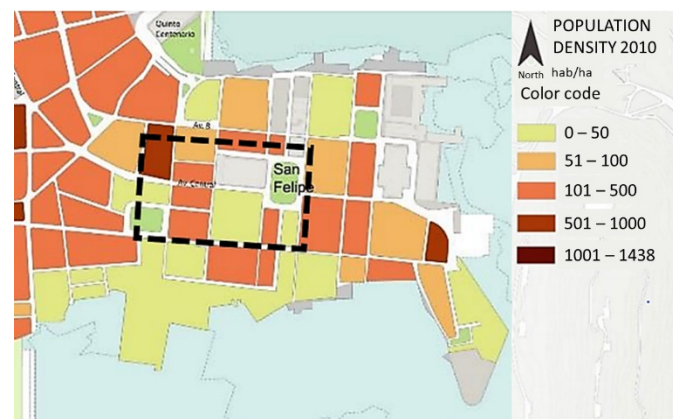 Quinto
Centenario
Central
Av. B
Av. Central
San
Felipe
POPULATION
DENSITY 2010
North hab/ha
Color code
0 – 50
51 – 100
101 – 500
501 – 1000
1001 – 1438